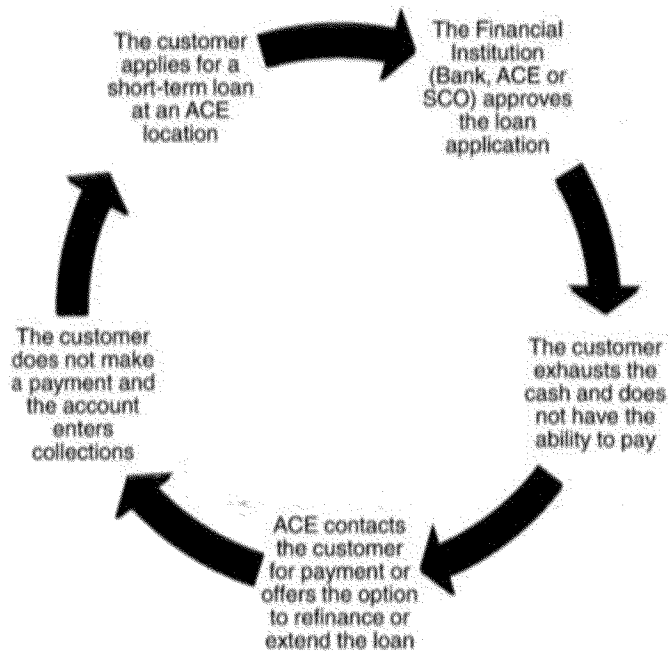 The customer
applies for a
short-term loan
at an ACE
location
The Financial
Institution
(Bank, ACE or
SCO) approves
the loan
application
The customer
exhausts the
cash and does
not have the
ability to pay
ACE contacts
the customer
for payment or
offers the option
to refinance or
extend the loan
The customer
does not make
a payment and
the account
enters
collections